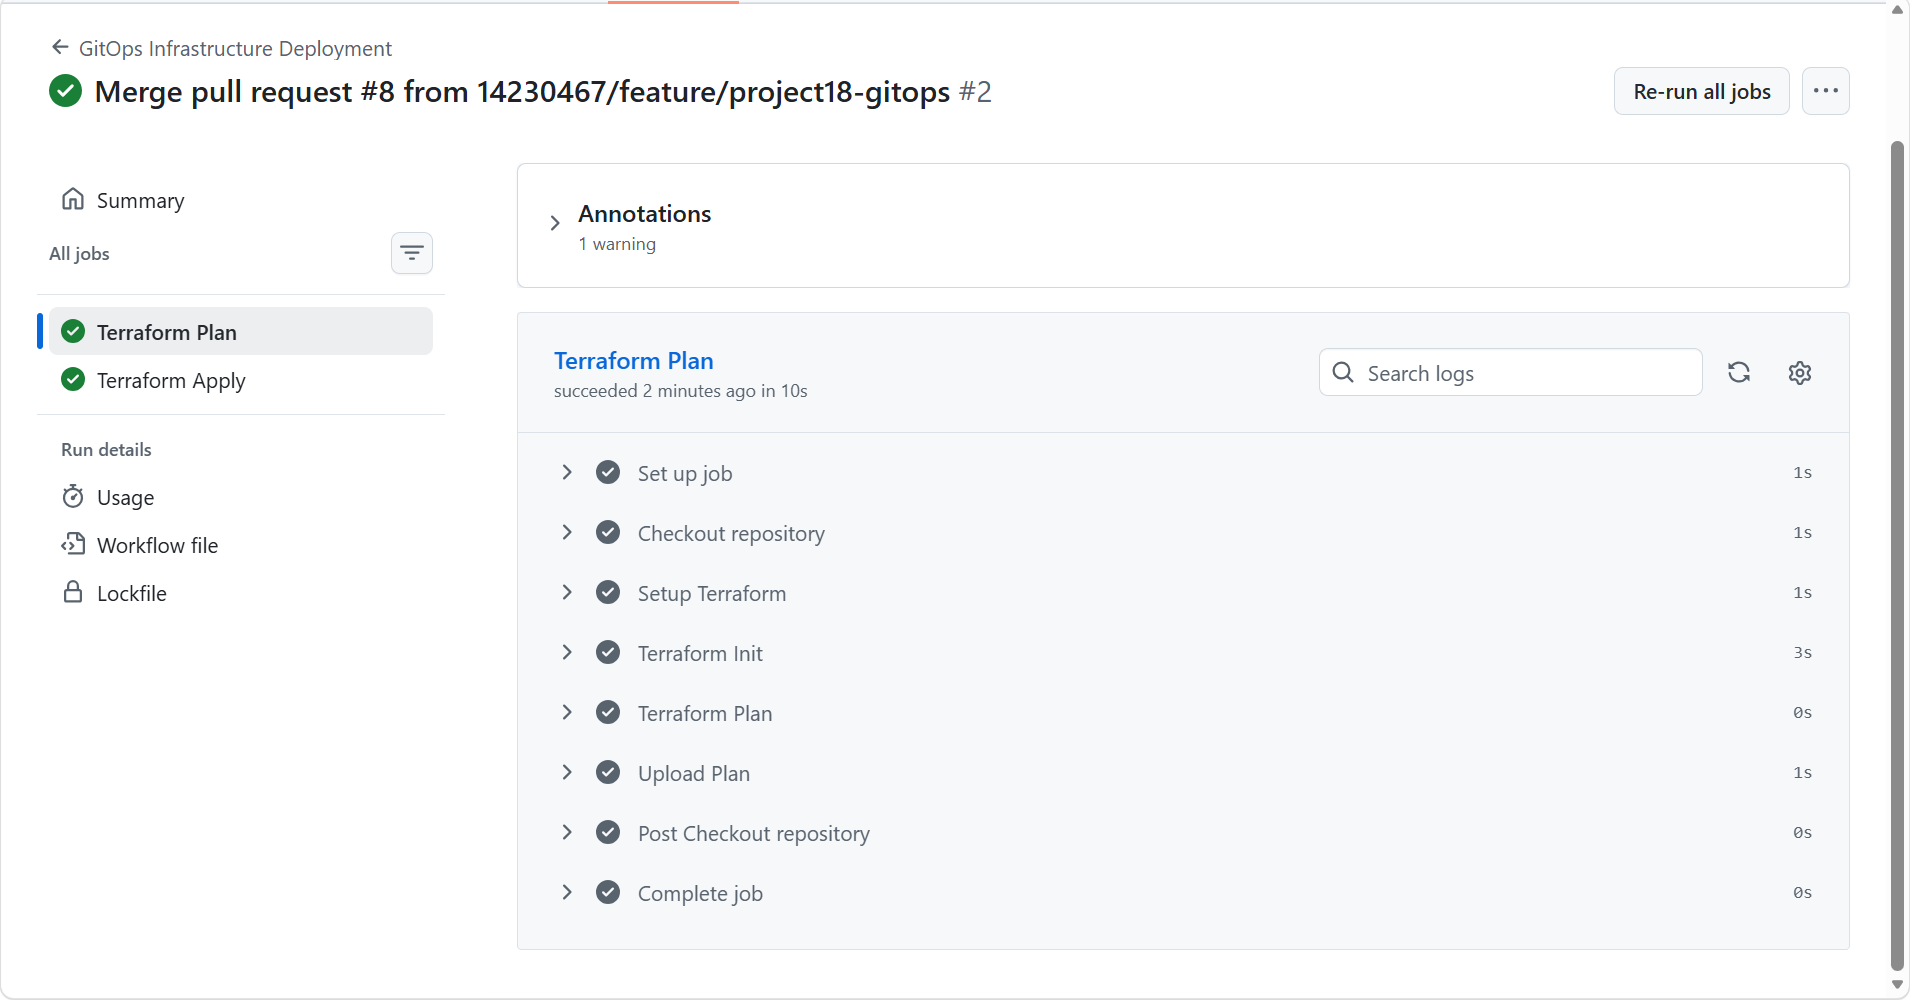 GitOps Infrastructure Deployment
Merge pull request #8 from 14230467/feature/project18-gitops #2
Re-run all jobs
Summary
All jobs
Terraform Plan
Terraform Apply
Run details
Usage
Workflow file
Lockfile
Annotations
1 warning
Terraform Plan
succeeded 2 minutes ago in 10s
Search logs
Set up job 1s
Checkout repository 1s
Setup Terraform 1s
Terraform Init 3s
Terraform Plan 0s
Upload Plan 1s
Post Checkout repository 0s
Complete job 0s